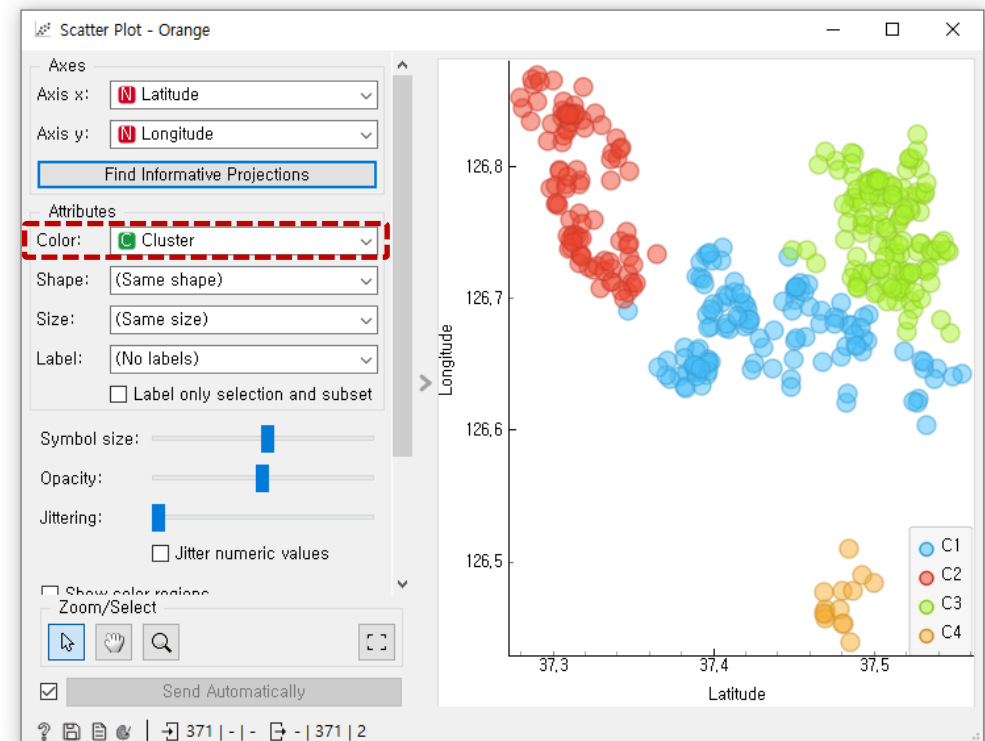 Scatter Plot - Orange
Axes
Axis x: N Latitude
Axis y: N Longitude
Find Informative Projections
Attributes
Color: C Cluster
Shape: (Same shape)
Size: (Same size)
Label: (No labels)
Label only selection and subset
Symbol size:
Opacity:
Jittering:
Jitter numeric values
Show color regions
Zoom/Select
Send Automatically
371 | - | - - | 371 | 2
126,8
126,7
126,6
126,5
Longitude
37,3 37,4 37,5
Latitude
C1
C2
C3
C4